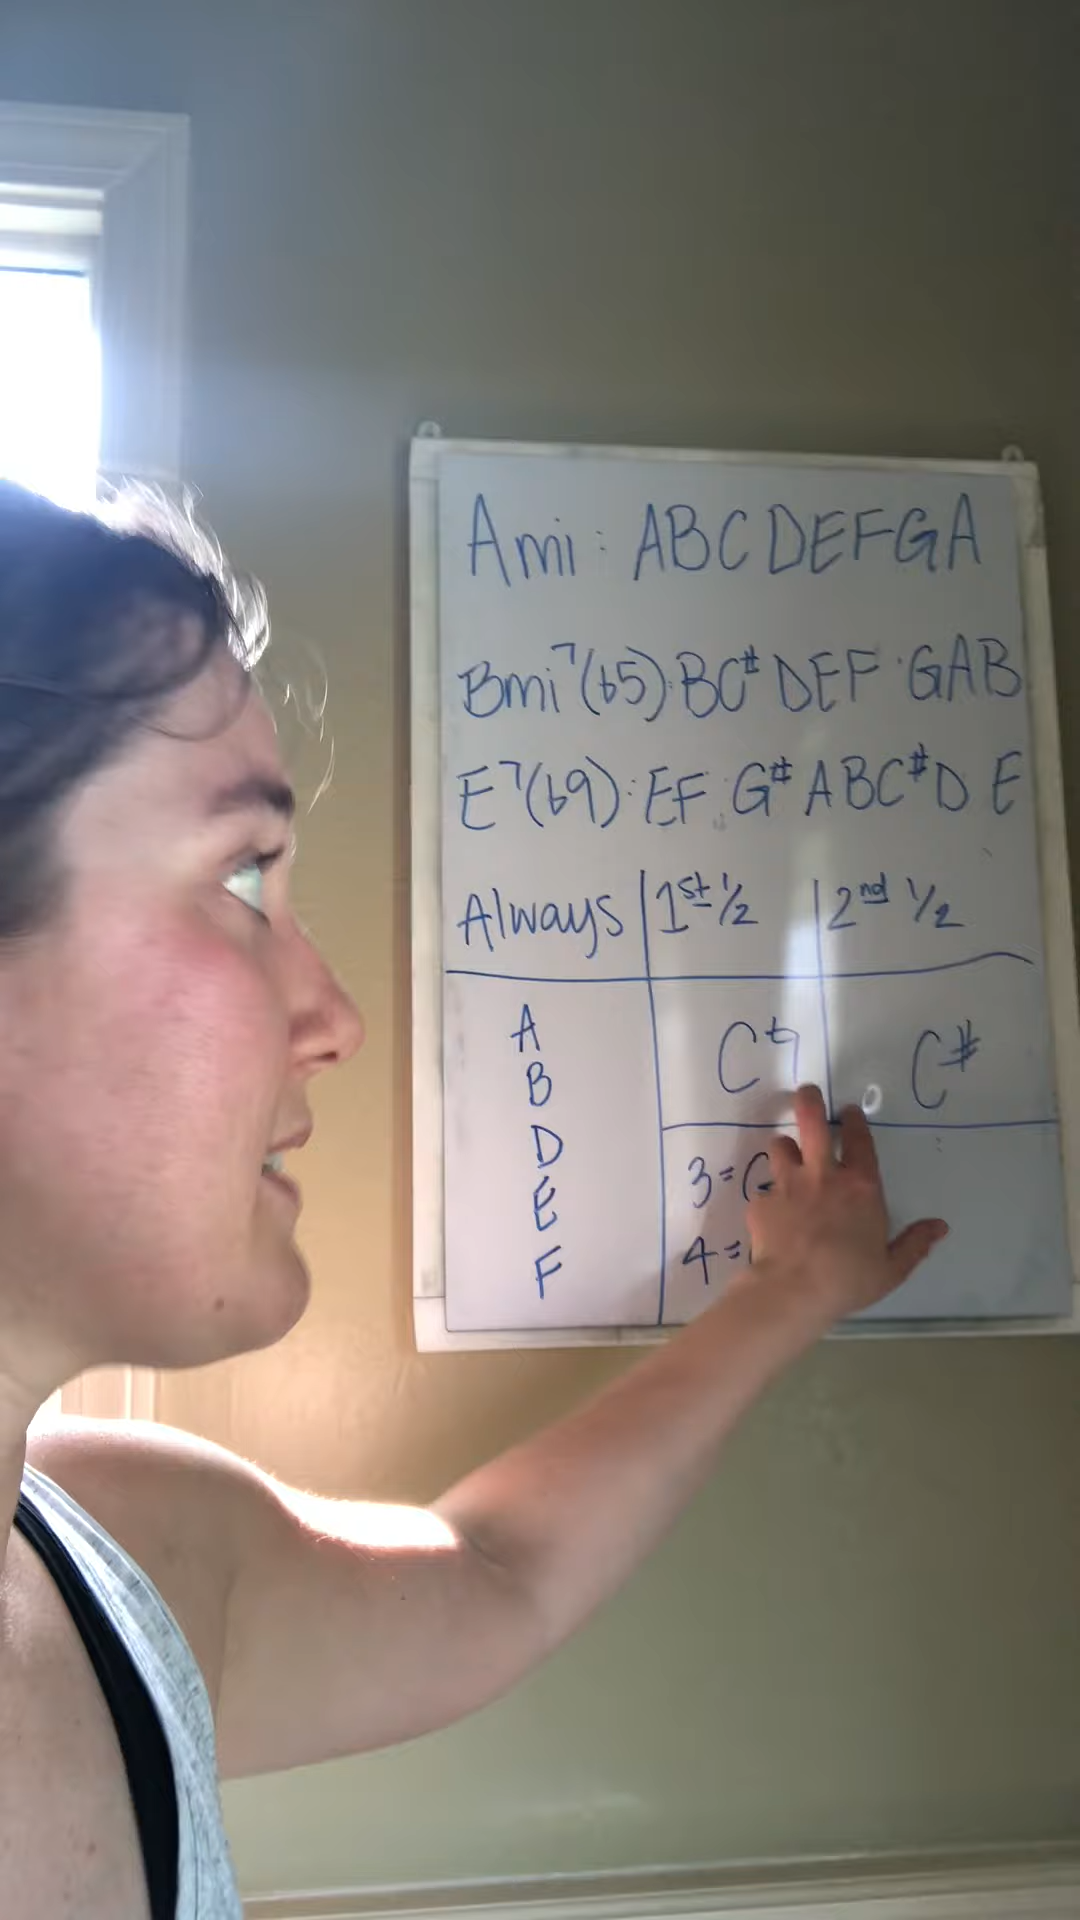 Ami: ABCDEFGA
Bmi7(b5): BC# DEF GAB
E7(b9): EF G# ABC# D E
Always 1st 1/2 2nd 1/2
A
B
D
E
F
C♮
C#
3=G
4=